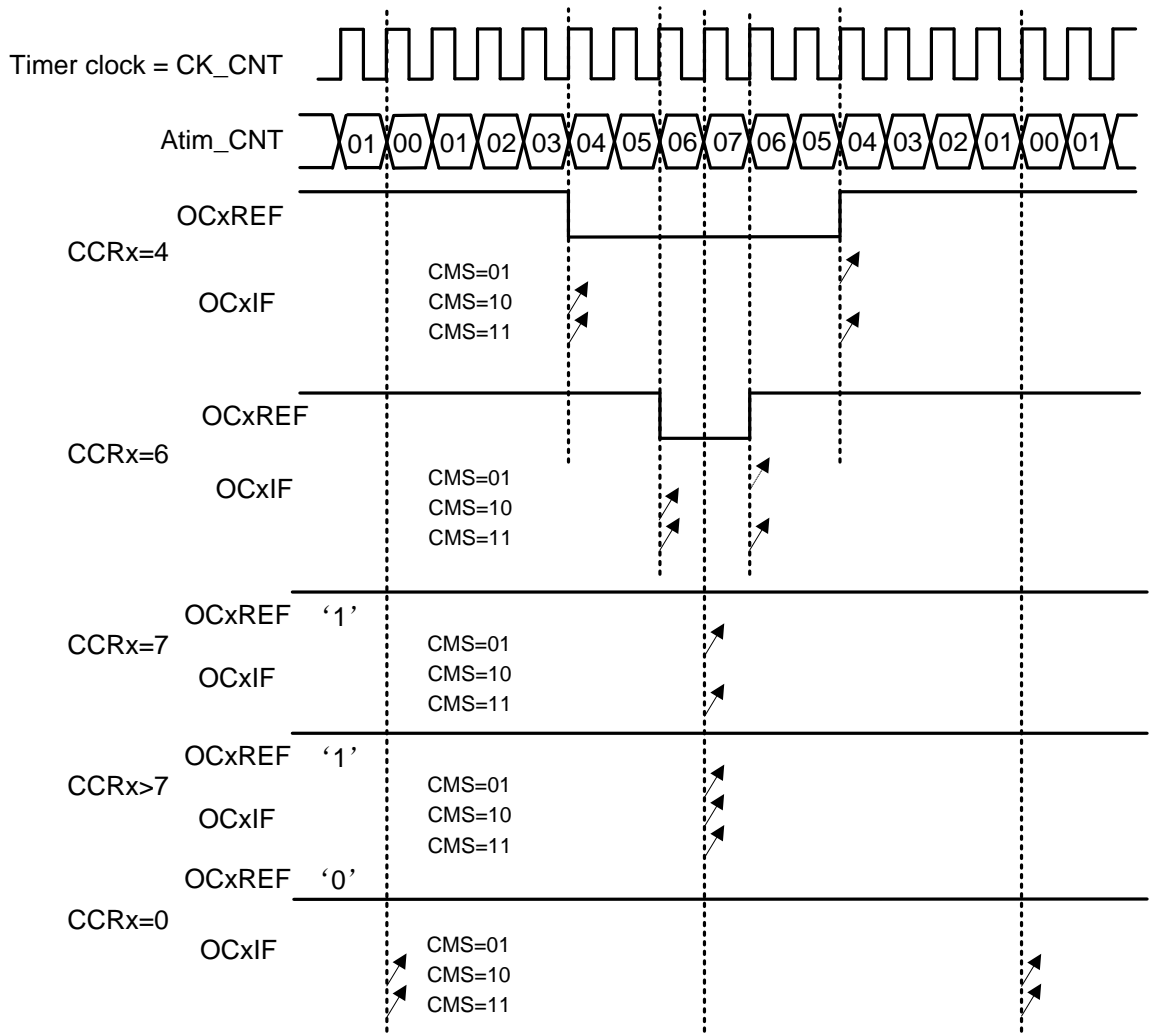 Timer clock = CK_CNT
Atim_CNT
01 00 01 02 03 04 05 06 07 06 05 04 03 02 01 00 01
OCxREF
CCRx=4
CMS=01
OCxIF
CMS=10
CMS=11
OCxREF
CCRx=6
CMS=01
OCxIF
CMS=10
CMS=11
OCxREF ‘1’
CCRx=7
CMS=01
OCxIF
CMS=10
CMS=11
OCxREF ‘1’
CCRx>7
CMS=01
OCxIF
CMS=10
CMS=11
OCxREF ‘0’
CCRx=0
CMS=01
OCxIF
CMS=10
CMS=11